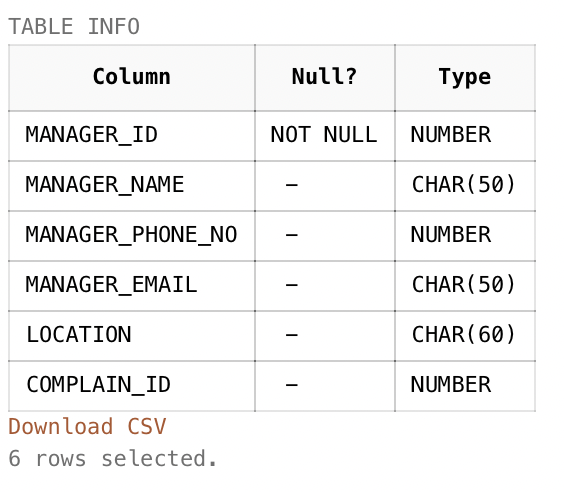 TABLE INFO
Column Null? Type
MANAGER_ID NOT NULL NUMBER
MANAGER_NAME – CHAR(50)
MANAGER_PHONE_NO – NUMBER
MANAGER_EMAIL – CHAR(50)
LOCATION – CHAR(60)
COMPLAIN_ID – NUMBER
Download CSV
6 rows selected.